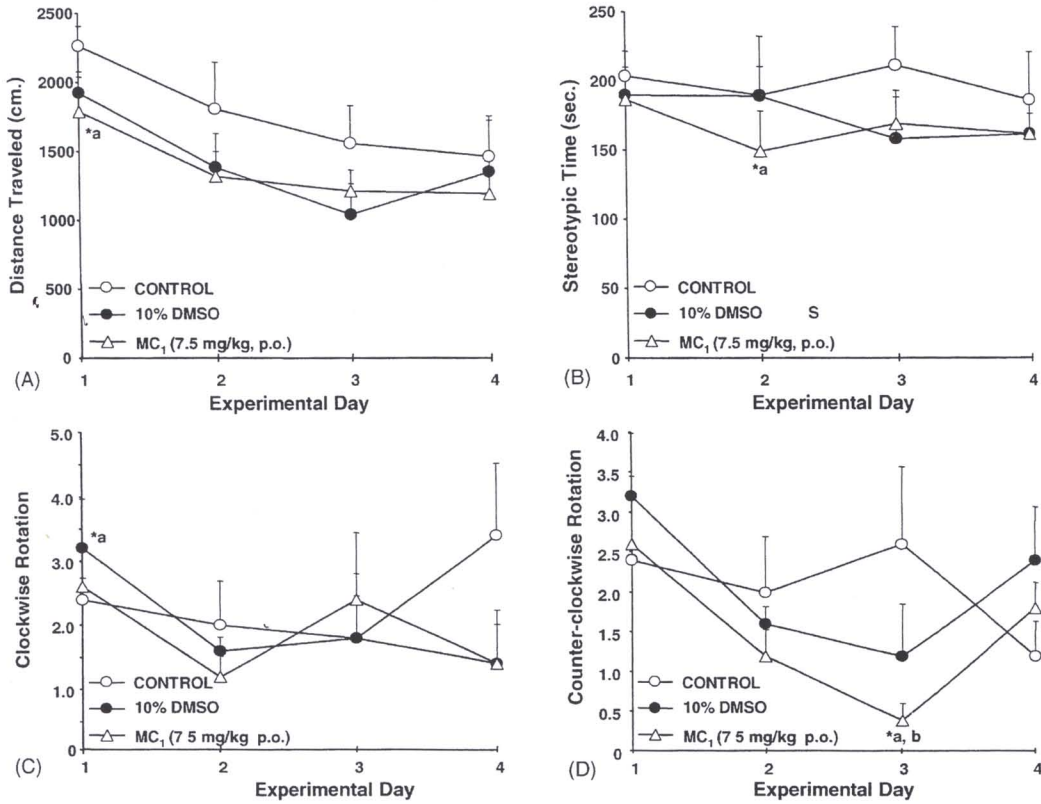 2500
2000
1500
1000
500
0
Distance Traveled (cm.)
*a
CONTROL
10% DMSO
MC1 (7.5 mg/kg, p.o.)
1 2 3 4
(A)
Experimental Day
250
200
150
100
50
0
Stereotypic Time (sec.)
*a
CONTROL
10% DMSO S
MC1 (7.5 mg/kg, p.o.)
1 2 3 4
(B)
Experimental Day
5.0
4.0
3.0
2.0
1.0
0
Clockwise Rotation
*a
CONTROL
10% DMSO
MC1 (7 5 mg/kg p.o.)
1 2 3 4
(C)
Experimental Day
4.0
3.5
3.0
2.5
2.0
1.5
1.0
0.5
0
Counter-clockwise Rotation
CONTROL
10% DMSO
MC1 (7 5 mg/kg p.o.)
*a, b
1 2 3 4
(D)
Experimental Day